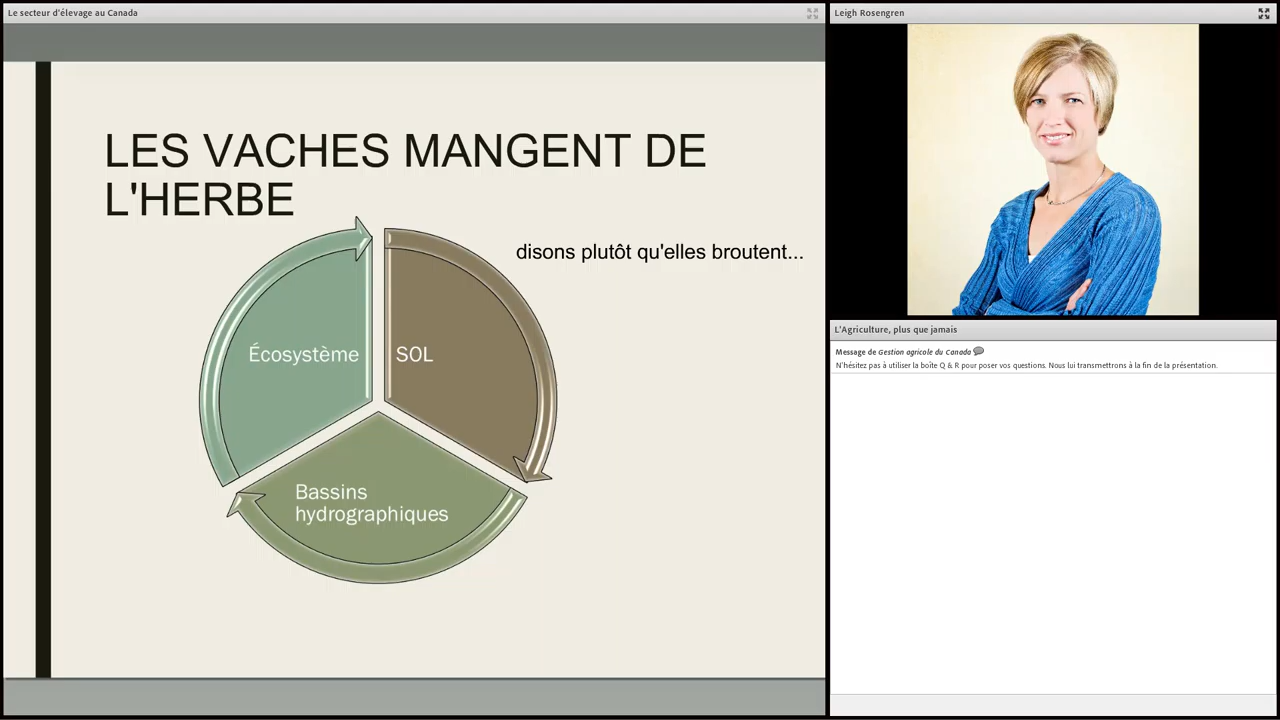 Le secteur d'élevage au Canada
LES VACHES MANGENT DE
L'HERBE
disons plutôt qu'elles broutent...
Écosystème
SOL
Bassins
hydrographiques
Leigh Rosengren
L'Agriculture, plus que jamais
Message de Gestion agricole du Canada
N'hésitez pas à utiliser la boîte Q & R pour poser vos questions. Nous lui transmettrons à la fin de la présentation.